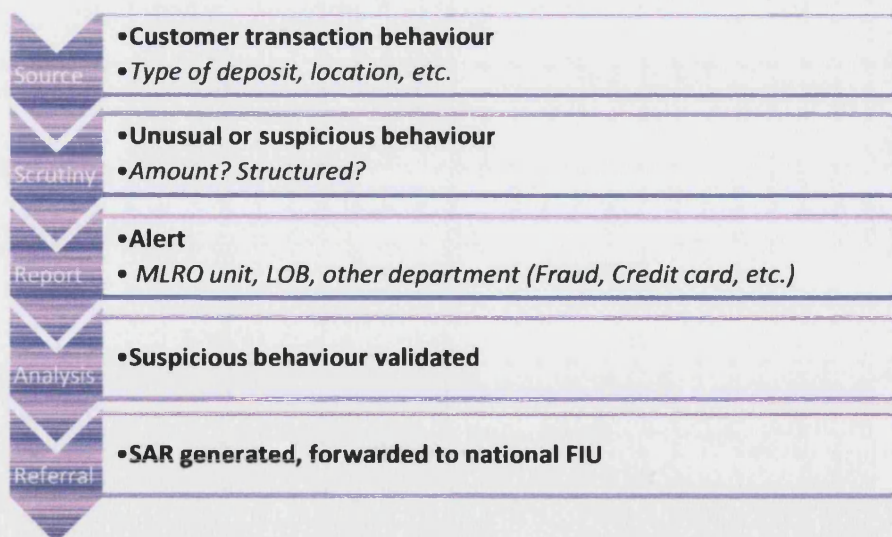 Source
•Customer transaction behaviour
•Type of deposit, location, etc.
Scrutiny
•Unusual or suspicious behaviour
•Amount? Structured?
Report
•Alert
• MLRO unit, LOB, other department (Fraud, Credit card, etc.)
Analysis
•Suspicious behaviour validated
Referral
•SAR generated, forwarded to national FIU